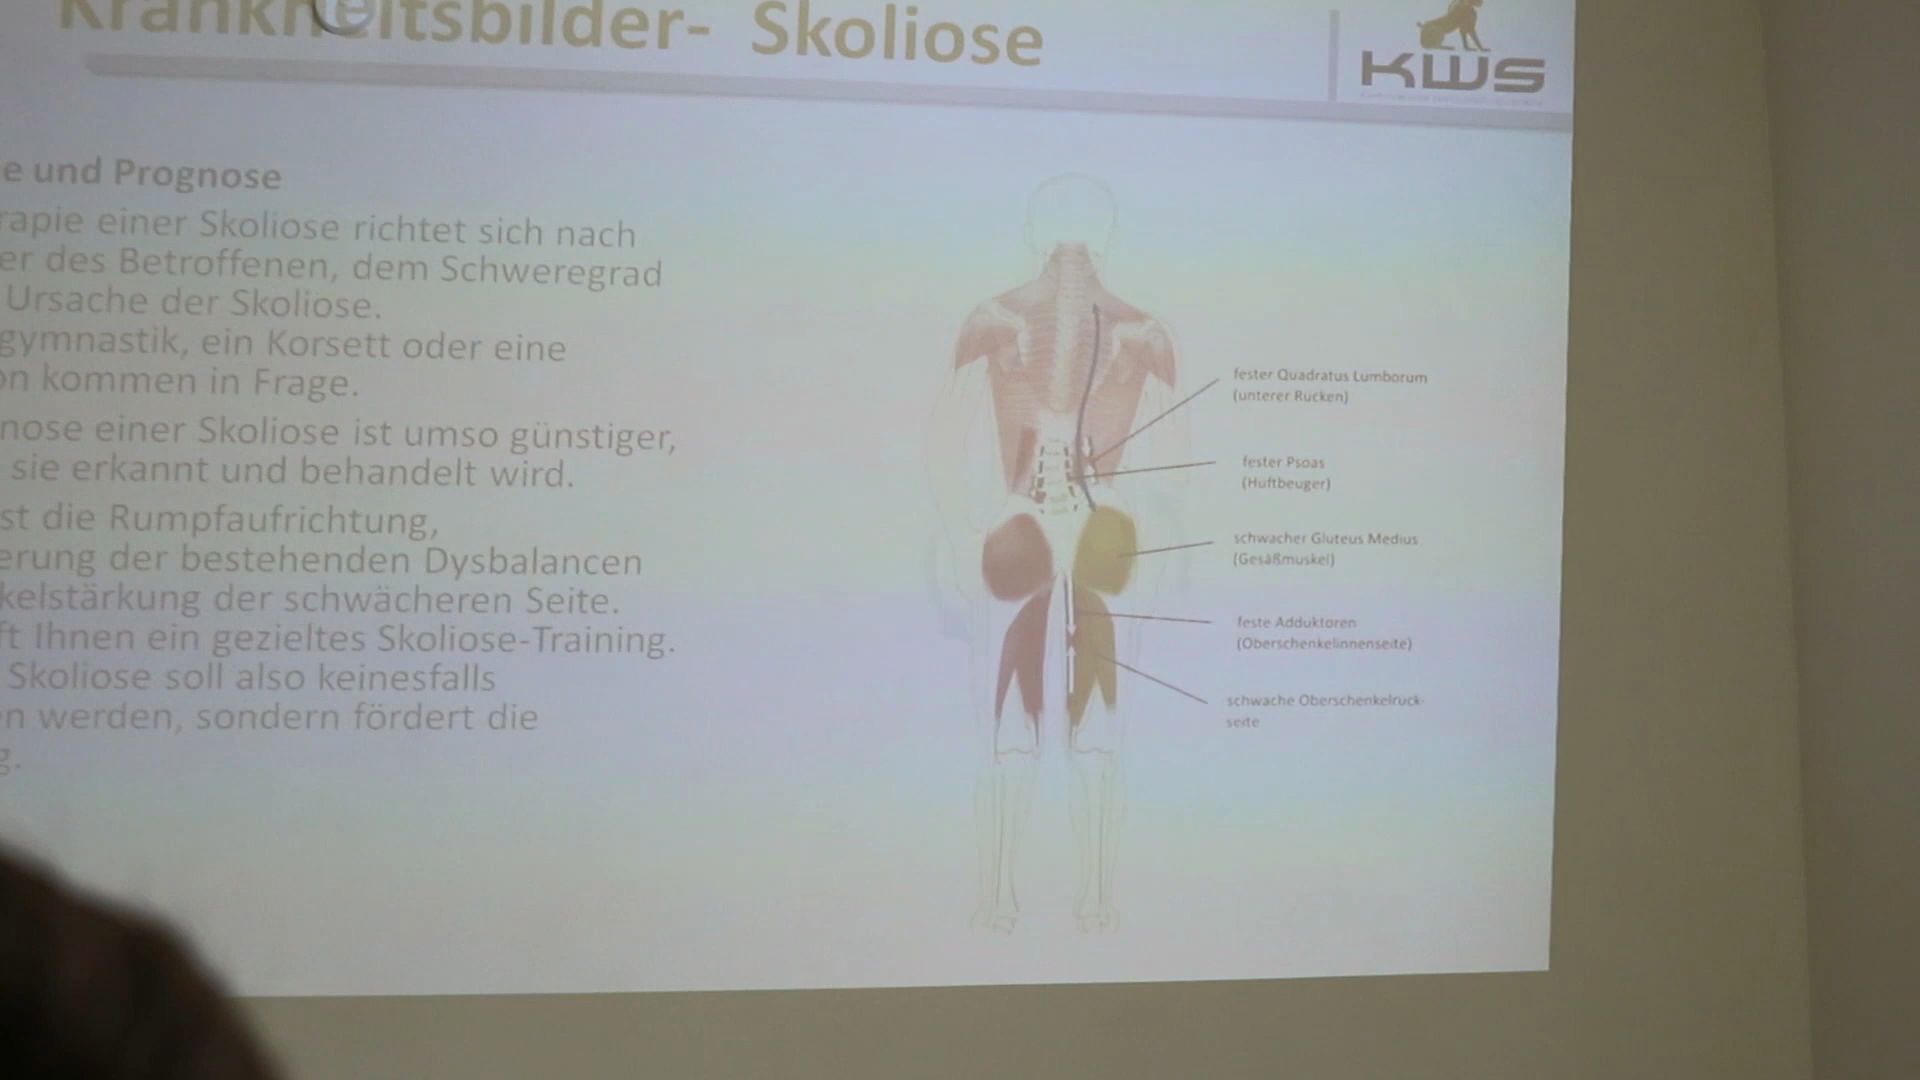 Krankheitsbilder- Skoliose
KWS
e und Prognose
rapie einer Skoliose richtet sich nach
er des Betroffenen, dem Schweregrad
Ursache der Skoliose.
gymnastik, ein Korsett oder eine
on kommen in Frage.
nose einer Skoliose ist umso günstiger,
sie erkannt und behandelt wird.
st die Rumpfaufrichtung,
erung der bestehenden Dysbalancen
kelstärkung der schwächeren Seite.
ft Ihnen ein gezieltes Skoliose-Training.
Skoliose soll also keinesfalls
n werden, sondern fördert die
g.
fester Quadratus Lumborum
(unterer Rücken)
fester Psoas
(Hüftbeuger)
schwacher Gluteus Medius
(Gesäßmuskel)
feste Adduktoren
(Oberschenkelinnenseite)
schwache Oberschenkelrück-
seite